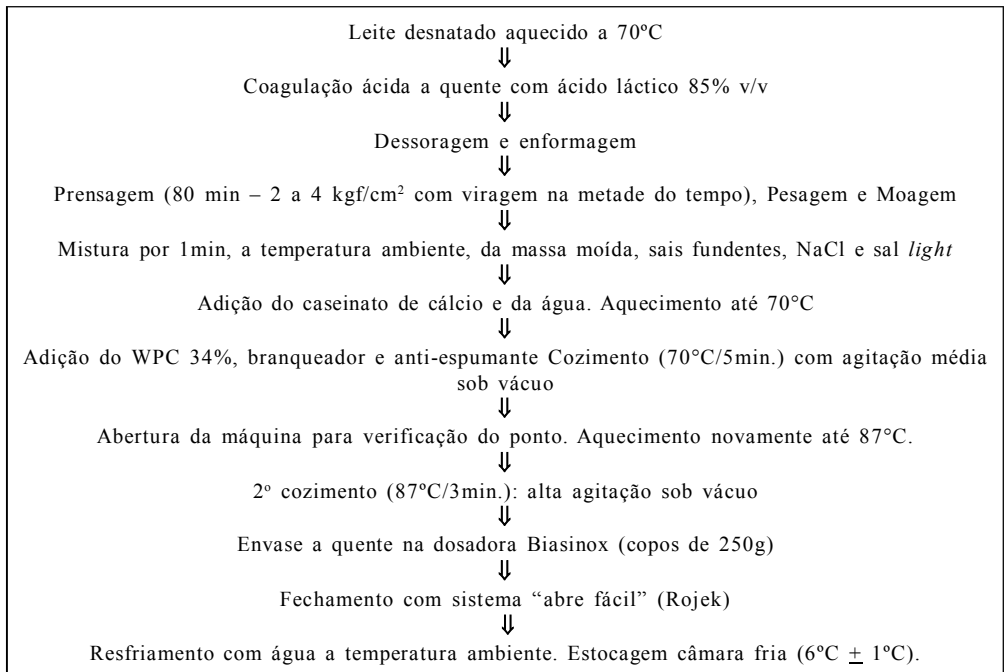 Leite desnatado aquecido a 70ºC
⇓
Coagulação ácida a quente com ácido láctico 85% v/v
⇓
Dessoragem e enformagem
⇓
Prensagem (80 min – 2 a 4 kgf/cm² com viragem na metade do tempo), Pesagem e Moagem
⇓
Mistura por 1min, a temperatura ambiente, da massa moída, sais fundentes, NaCl e sal light
⇓
Adição do caseinato de cálcio e da água. Aquecimento até 70°C
⇓
Adição do WPC 34%, branqueador e anti-espumante Cozimento (70°C/5min.) com agitação média
sob vácuo
⇓
Abertura da máquina para verificação do ponto. Aquecimento novamente até 87°C.
⇓
2º cozimento (87ºC/3min.): alta agitação sob vácuo
⇓
Envase a quente na dosadora Biasinox (copos de 250g)
⇓
Fechamento com sistema “abre fácil” (Rojek)
⇓
Resfriamento com água a temperatura ambiente. Estocagem câmara fria (6ºC ± 1ºC).